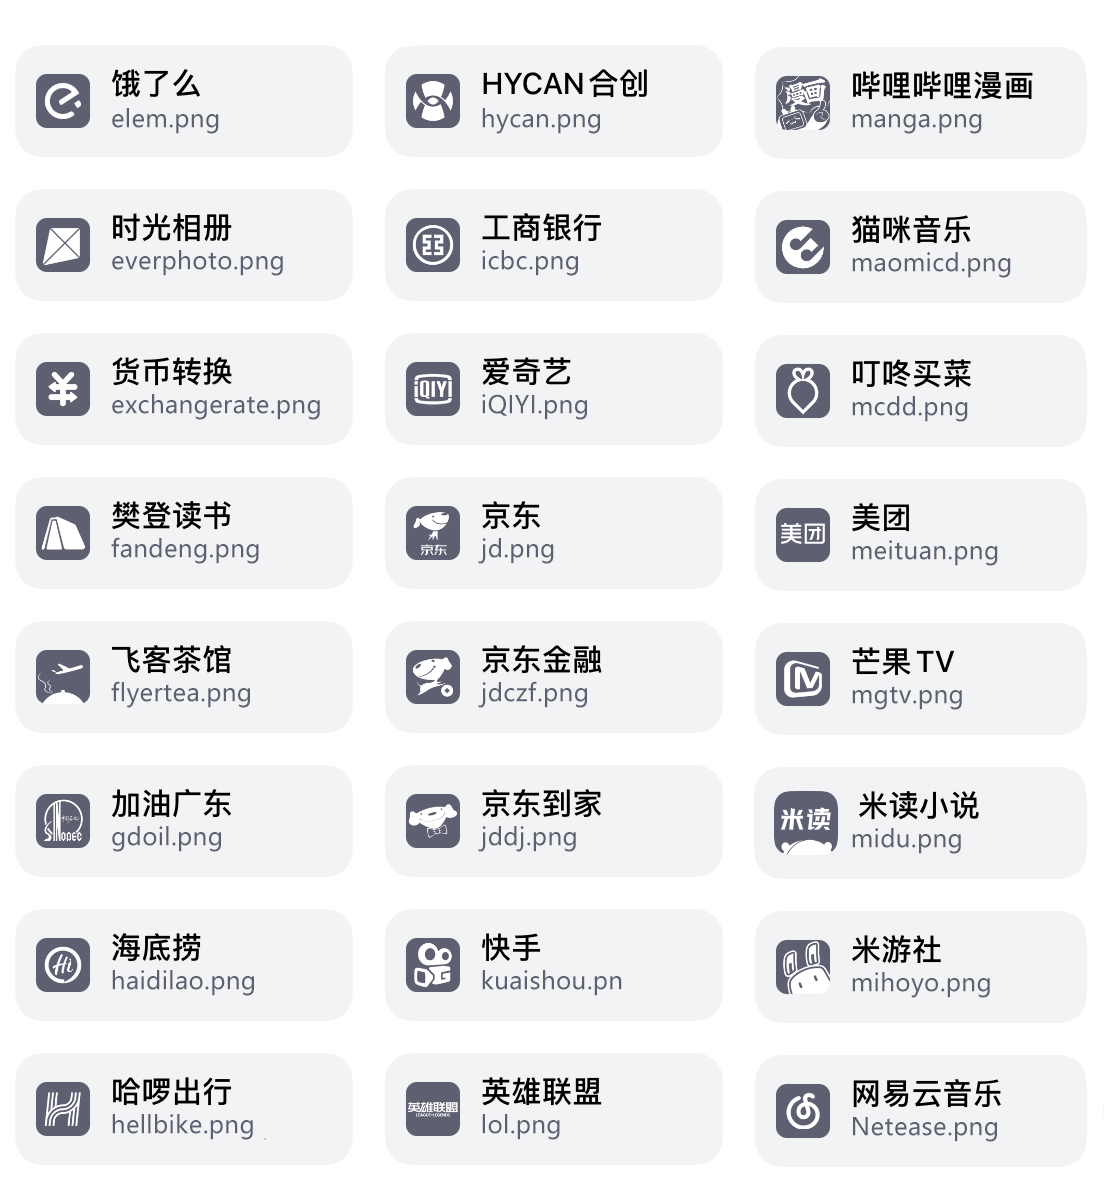 饿了么
elem.png
HYCAN合创
hycan.png
漫画
哔哩哔哩漫画
manga.png
时光相册
everphoto.png
工商银行
icbc.png
猫咪音乐
maomicd.png
货币转换
exchangerate.png
iQIYI
爱奇艺
iQIYI.png
叮咚买菜
mcdd.png
樊登读书
fandeng.png
京东
京东
jd.png
美团
美团
meituan.png
飞客茶馆
flyertea.png
京东金融
jdczf.png
芒果TV
mgtv.png
SINOPEC
加油广东
gdoil.png
京东到家
jddj.png
米读
米读小说
midu.png
Hi
海底捞
haidilao.png
快手
kuaishou.pn
米游社
mihoyo.png
哈啰出行
hellbike.png
英雄联盟
LEAGUE OF LEGENDS
英雄联盟
lol.png
网易云音乐
Netease.png